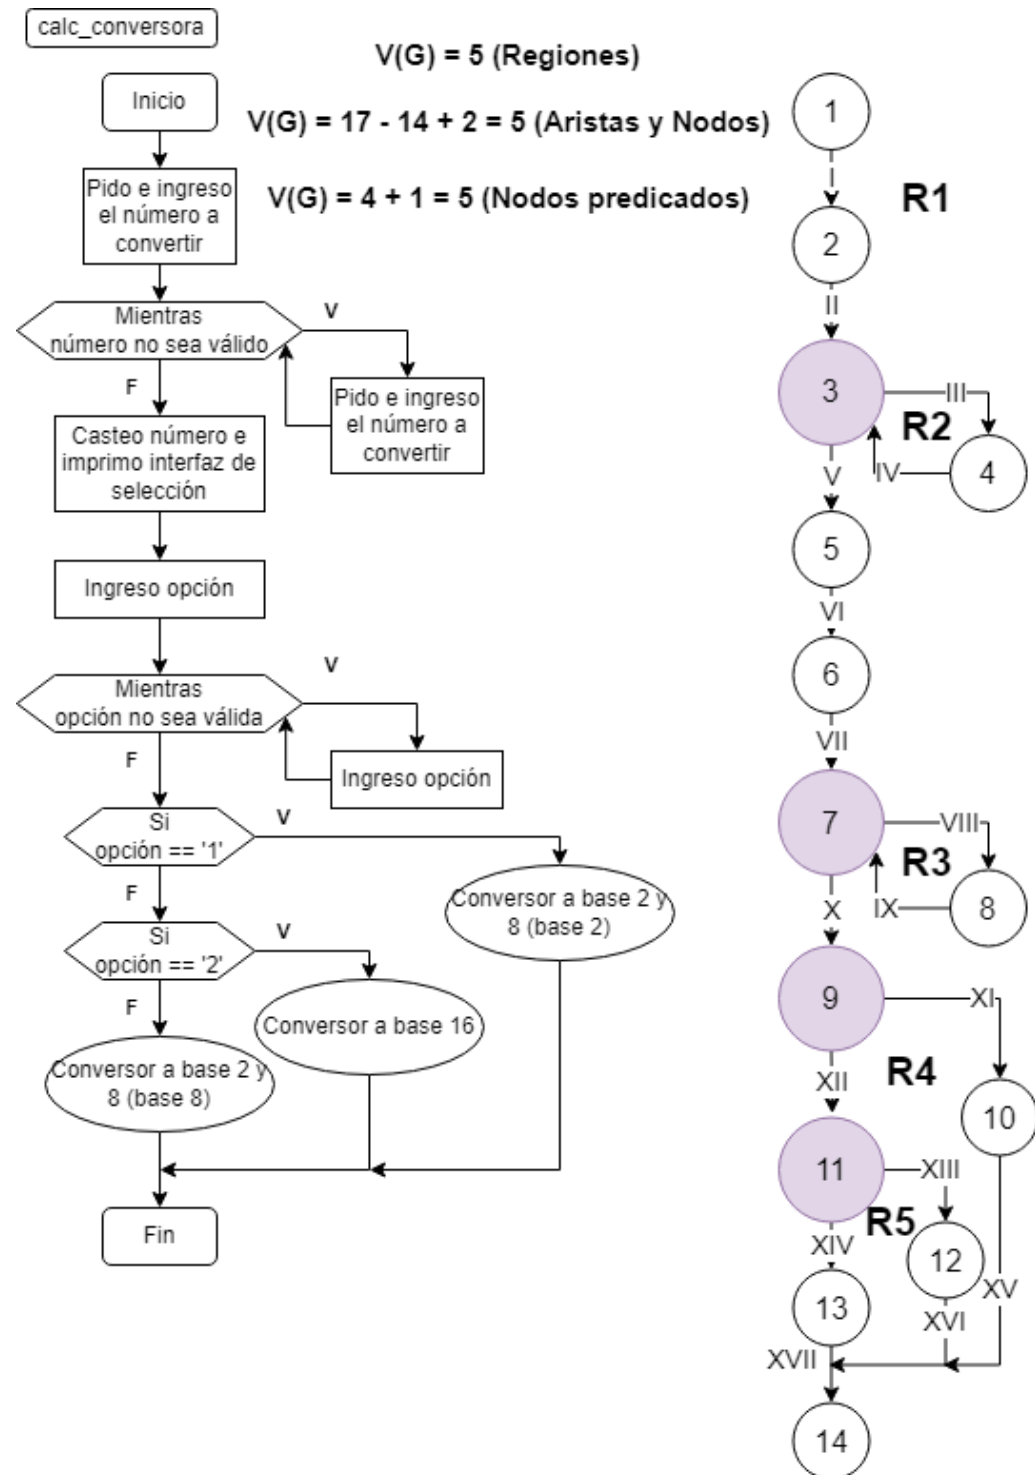 calc_conversora
V(G) = 5 (Regiones)
V(G) = 17 - 14 + 2 = 5 (Aristas y Nodos)
V(G) = 4 + 1 = 5 (Nodos predicados)
Inicio
Pido e ingreso
el número a
convertir
Mientras
número no sea válido
V
F
Pido e ingreso
el número a
convertir
Casteo número e
imprimo interfaz de
selección
Ingreso opción
Mientras
opción no sea válida
V
F
Ingreso opción
Si
opción == '1'
V
F
Conversor a base 2 y
8 (base 2)
Si
opción == '2'
V
F
Conversor a base 16
Conversor a base 2 y
8 (base 8)
Fin
1
I
R1
2
II
3
III
R2
IV
4
V
5
VI
6
VII
7
VIII
R3
IX
8
X
9
XI
R4
XII
10
11
XIII
R5
XIV
12
XV
13
XVI
XVII
14